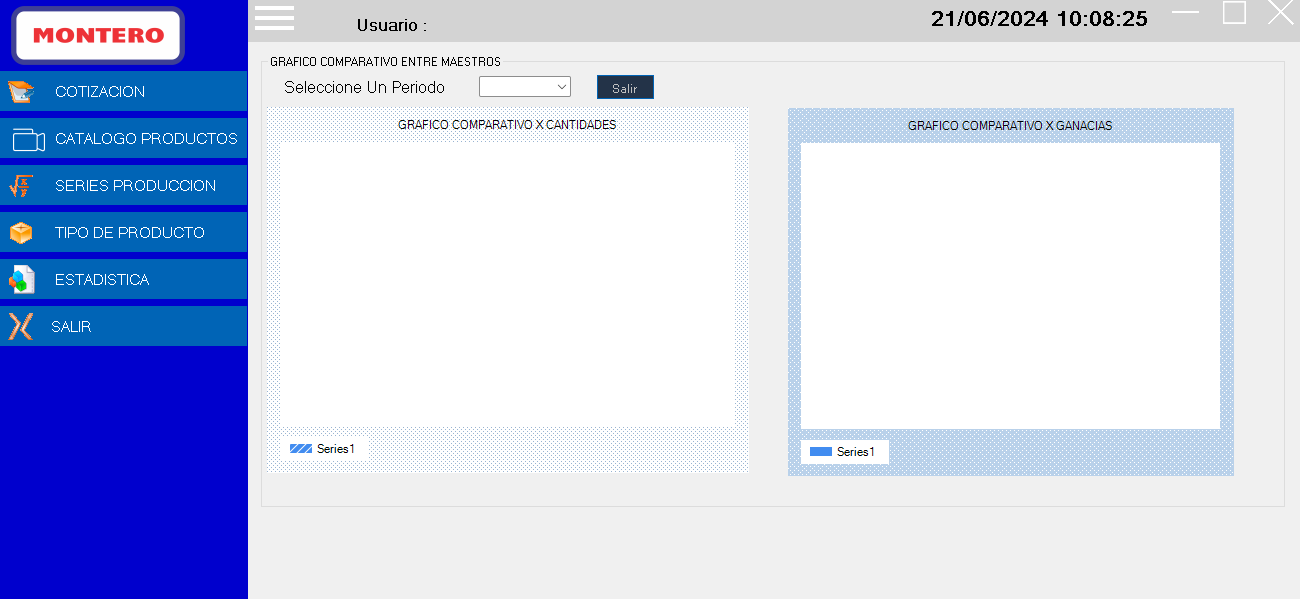 MONTERO
COTIZACION
CATALOGO PRODUCTOS
SERIES PRODUCCION
TIPO DE PRODUCTO
ESTADISTICA
SALIR
Usuario :
21/06/2024 10:08:25
GRAFICO COMPARATIVO ENTRE MAESTROS
Seleccione Un Periodo
Salir
GRAFICO COMPARATIVO X CANTIDADES
Series1
GRAFICO COMPARATIVO X GANACIAS
Series1